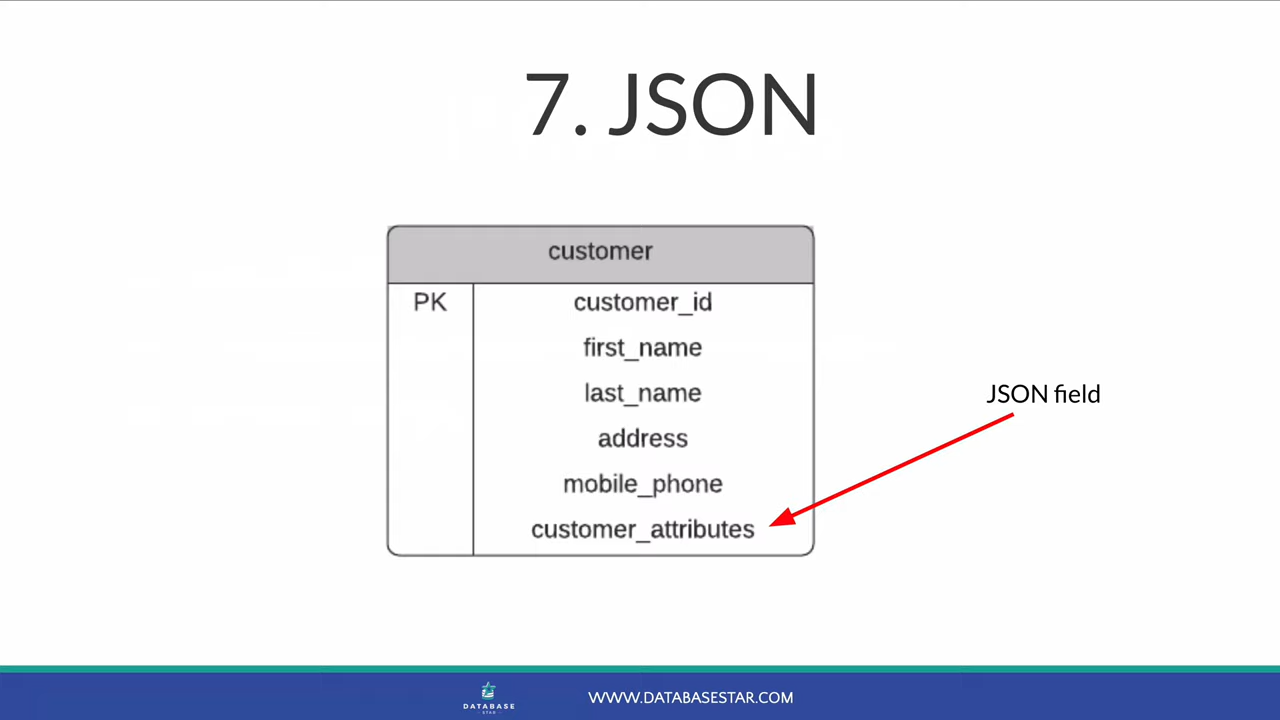 7. JSON
customer
PK customer_id
first_name
last_name
address
mobile_phone
customer_attributes
JSON field
DATABASE
STAR
WWW.DATABASESTAR.COM